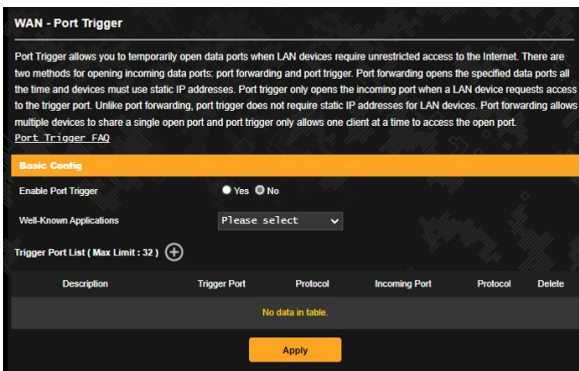 WAN - Port Trigger
Port Trigger allows you to temporarily open data ports when LAN devices require unrestricted access to the Internet. There are
two methods for opening incoming data ports: port forwarding and port trigger. Port forwarding opens the specified data ports all
the time and devices must use static IP addresses. Port trigger only opens the incoming port when a LAN device requests access
to the trigger port. Unlike port forwarding, port trigger does not require static IP addresses for LAN devices. Port forwarding allows
multiple devices to share a single open port and port trigger only allows one client at a time to access the open port.
Port Trigger FAQ
Basic Config
Enable Port Trigger Yes No
Well-Known Applications Please select
Trigger Port List ( Max Limit : 32 )
Description Trigger Port Protocol Incoming Port Protocol Delete
No data in table.
Apply